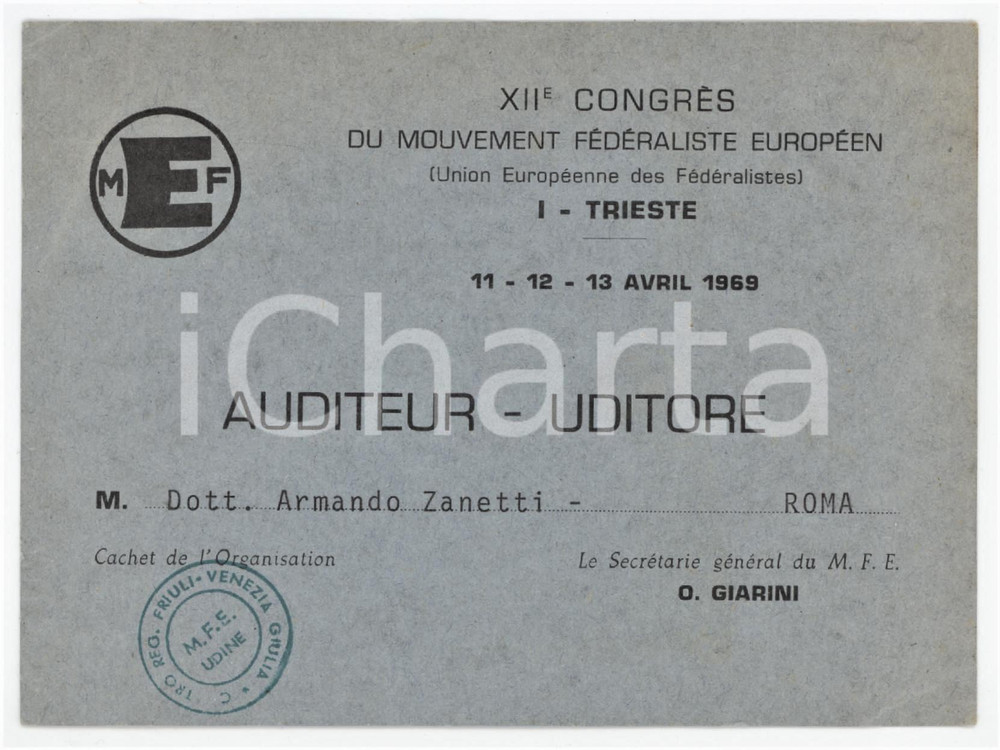 M E F
XIIE CONGRÈS
DU MOUVEMENT FÉDÉRALISTE EUROPÉEN
(Union Européenne des Fédéralistes)
I - TRIESTE
11 - 12 - 13 AVRIL 1969
iCharta
AUDITEUR - UDITORE
M. Dott. Armando Zanetti - ROMA
Cachet de l'Organisation
Le Secrétarie général du M. F. E.
O. GIARINI
C TRO REG. FRIULI-VENEZIA GIULIA
M.F.E.
UDINE